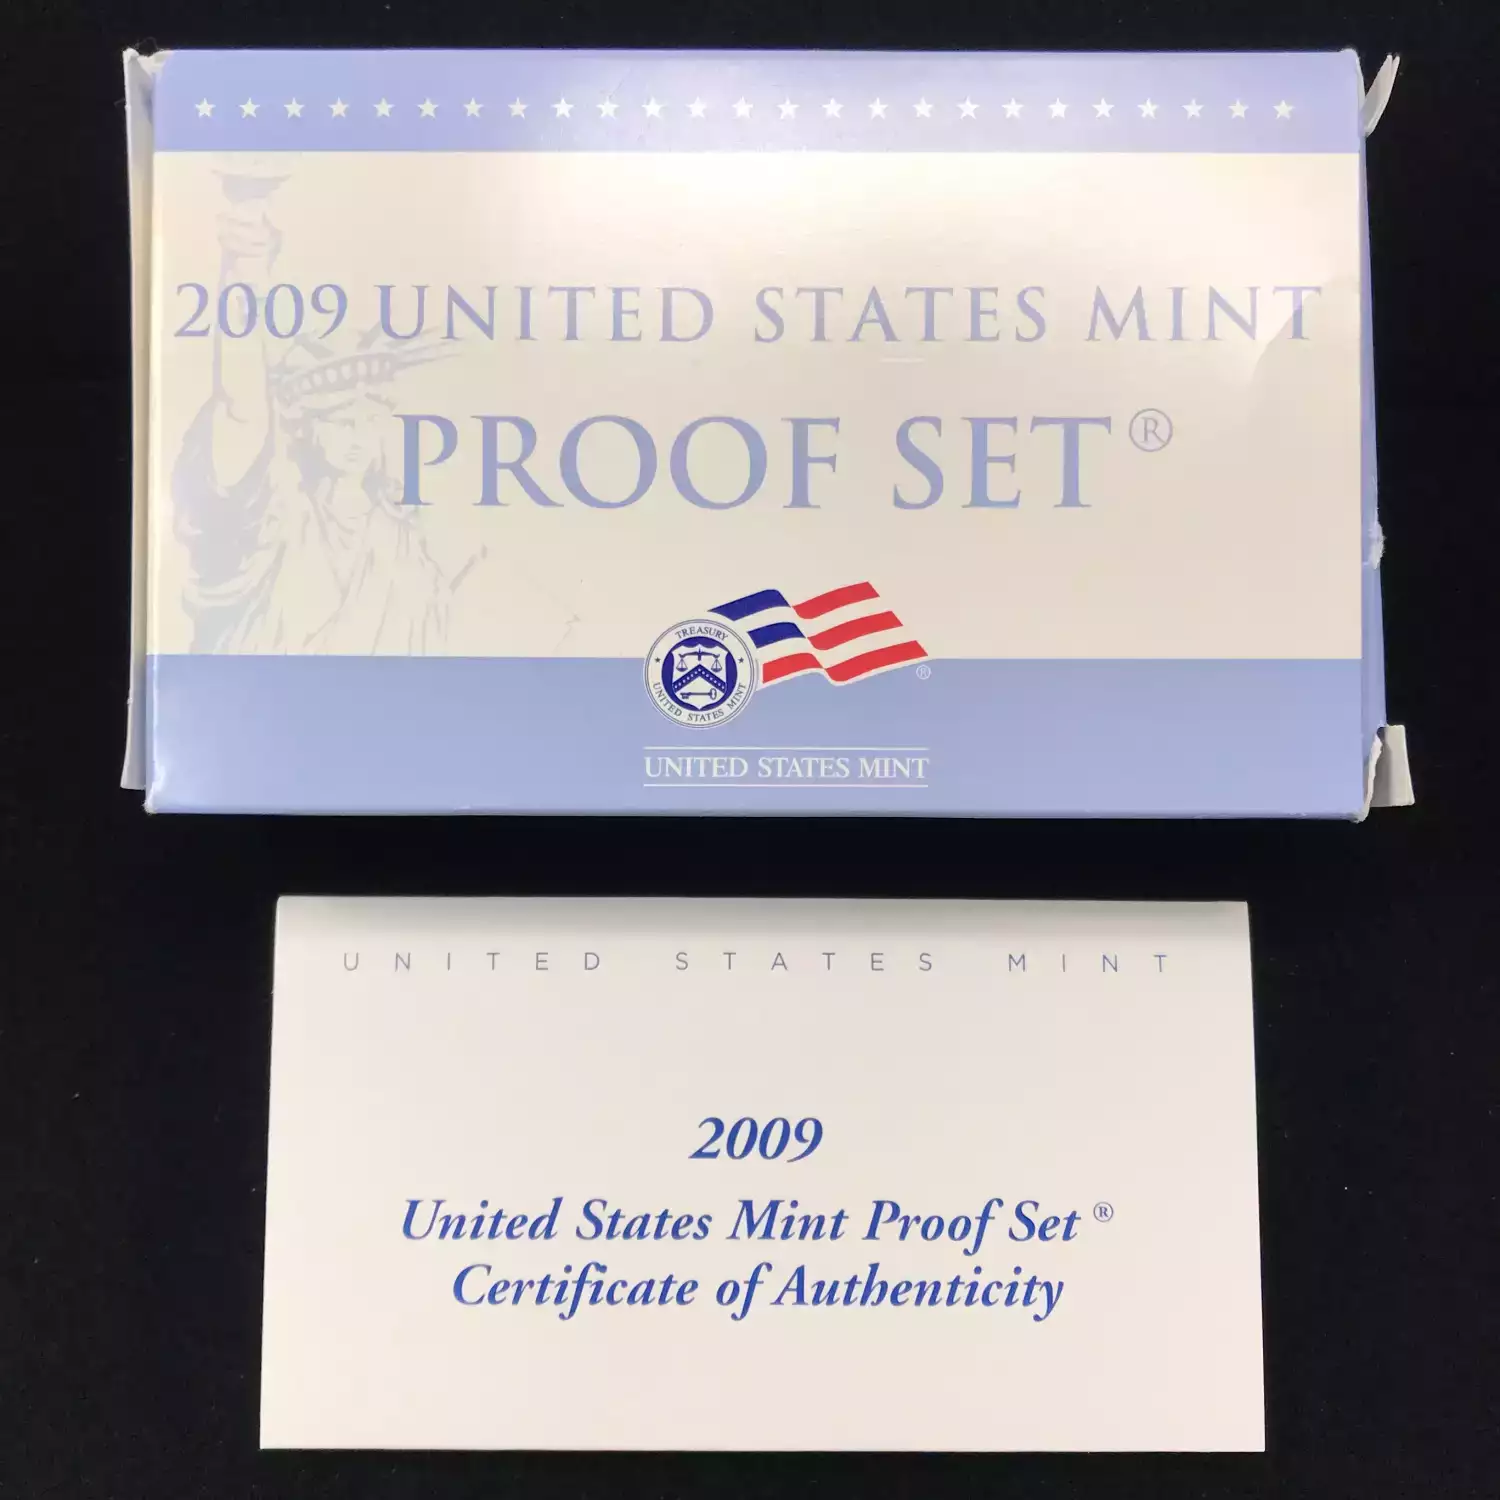 2009 UNITED STATES MINT
PROOF SET®
TREASURY
UNITED STATES MINT
®
UNITED STATES MINT
UNITED STATES MINT
2009
United States Mint Proof Set®
Certificate of Authenticity